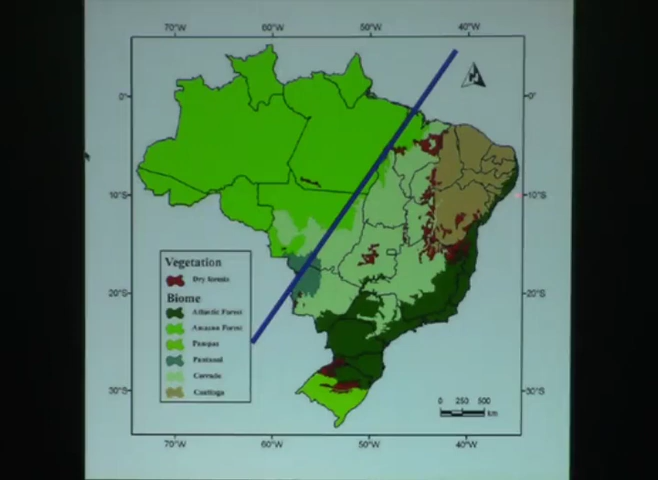 70°W 60°W 50°W 40°W
N
0° 0°
10°S 10°S
20°S 20°S
30°S 30°S
Vegetation
Dry forests
Biome
Atlantic Forest
Amazon Forest
Pampas
Pantanal
Cerrado
Caatinga
0 250 500
km
70°W 60°W 50°W 40°W